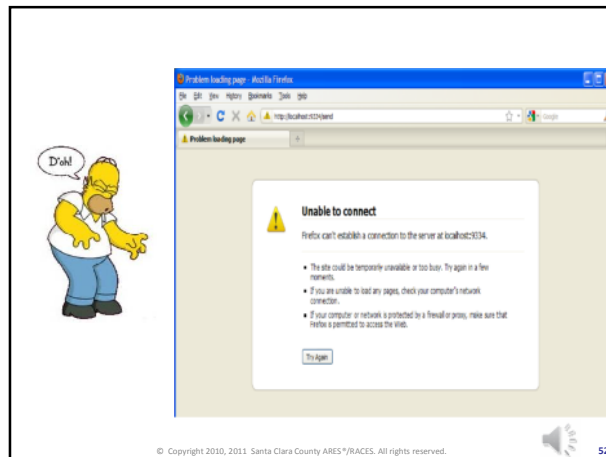 Problem loading page - Mozilla Firefox
File Edit View History Bookmarks Tools Help
http://localhost:9334/send
Google
Problem loading page
D'oh!
Unable to connect
Firefox can't establish a connection to the server at localhost:9334.
• The site could be temporarily unavailable or too busy. Try again in a few
moments.
• If you are unable to load any pages, check your computer's network
connection.
• If your computer or network is protected by a firewall or proxy, make sure that
Firefox is permitted to access the Web.
Try Again
© Copyright 2010, 2011 Santa Clara County ARES®/RACES. All rights reserved.
52